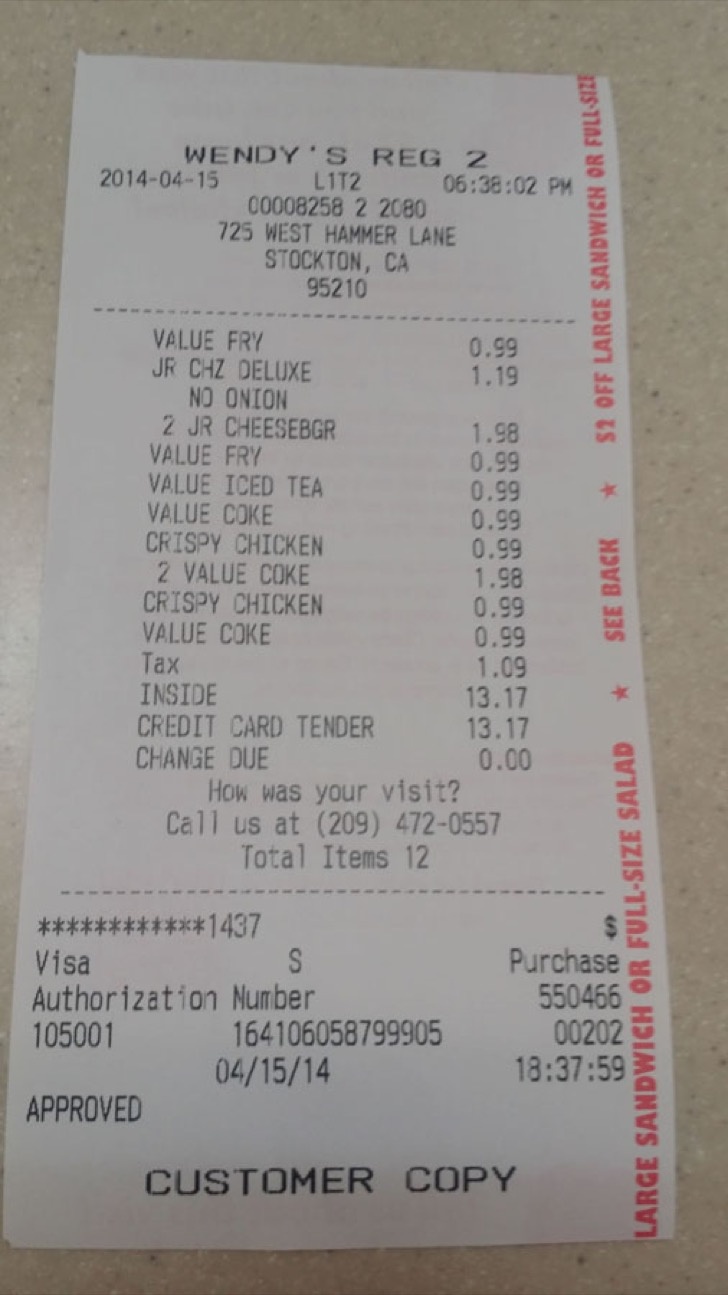 WENDY'S REG 2
2014-04-15 L1T2 06:38:02 PM
00008258 2 2080
725 WEST HAMMER LANE
STOCKTON, CA
95210
VALUE FRY 0.99
JR CHZ DELUXE 1.19
NO ONION
2 JR CHEESEBGR 1.98
VALUE FRY 0.99
VALUE ICED TEA 0.99
VALUE COKE 0.99
CRISPY CHICKEN 0.99
2 VALUE COKE 1.98
CRISPY CHICKEN 0.99
VALUE COKE 0.99
Tax 1.09
INSIDE 13.17
CREDIT CARD TENDER 13.17
CHANGE DUE 0.00
How was your visit?
Call us at (209) 472-0557
Total Items 12
************1437 $
Visa S Purchase
Authorization Number 550466
105001 164106058799905 00202
04/15/14 18:37:59
APPROVED
CUSTOMER COPY
LARGE SANDWICH OR FULL-SIZE SALAD ★ SEE BACK ★ $2 OFF LARGE SANDWICH OR FULL-SIZE